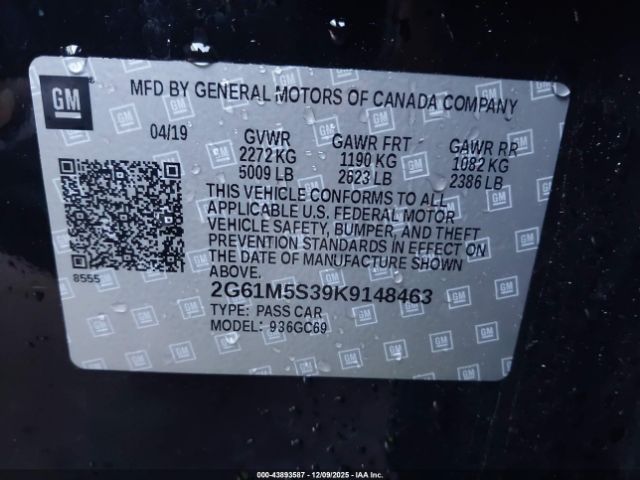 GM
MFD BY GENERAL MOTORS OF CANADA COMPANY
04/19
GVWR
2272 KG
5009 LB
GAWR FRT
1190 KG
2623 LB
GAWR RR
1082 KG
2386 LB
THIS VEHICLE CONFORMS TO ALL
APPLICABLE U.S. FEDERAL MOTOR
VEHICLE SAFETY, BUMPER, AND THEFT
PREVENTION STANDARDS IN EFFECT ON
THE DATE OF MANUFACTURE SHOWN
ABOVE.
8555
2G61M5S39K9148463
TYPE: PASS CAR
MODEL: 936GC69
000-43893587 - 12/09/2025 - IAAI.COM